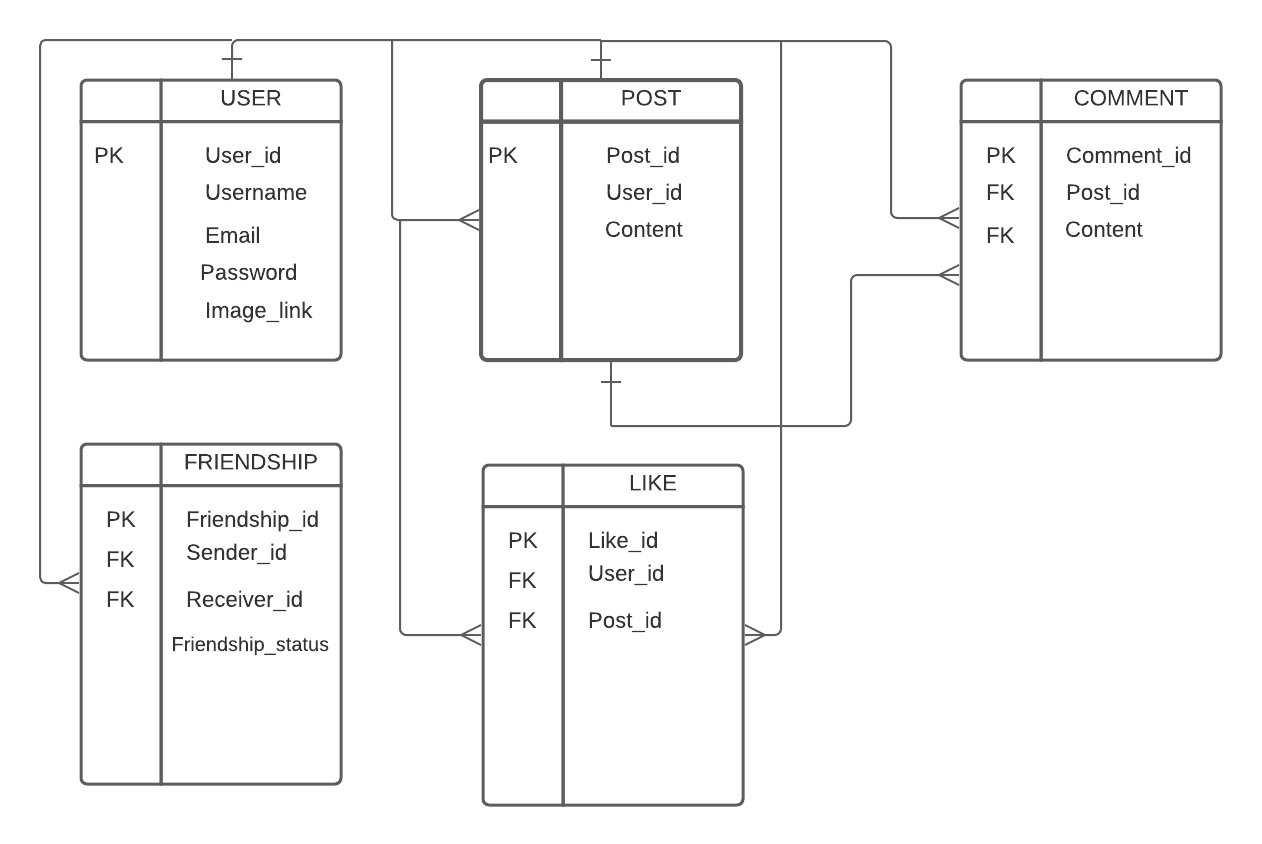 USER
PK User_id
Username
Email
Password
Image_link
POST
PK Post_id
User_id
Content
COMMENT
PK Comment_id
FK Post_id
FK Content
FRIENDSHIP
PK Friendship_id
FK Sender_id
FK Receiver_id
Friendship_status
LIKE
PK Like_id
FK User_id
FK Post_id